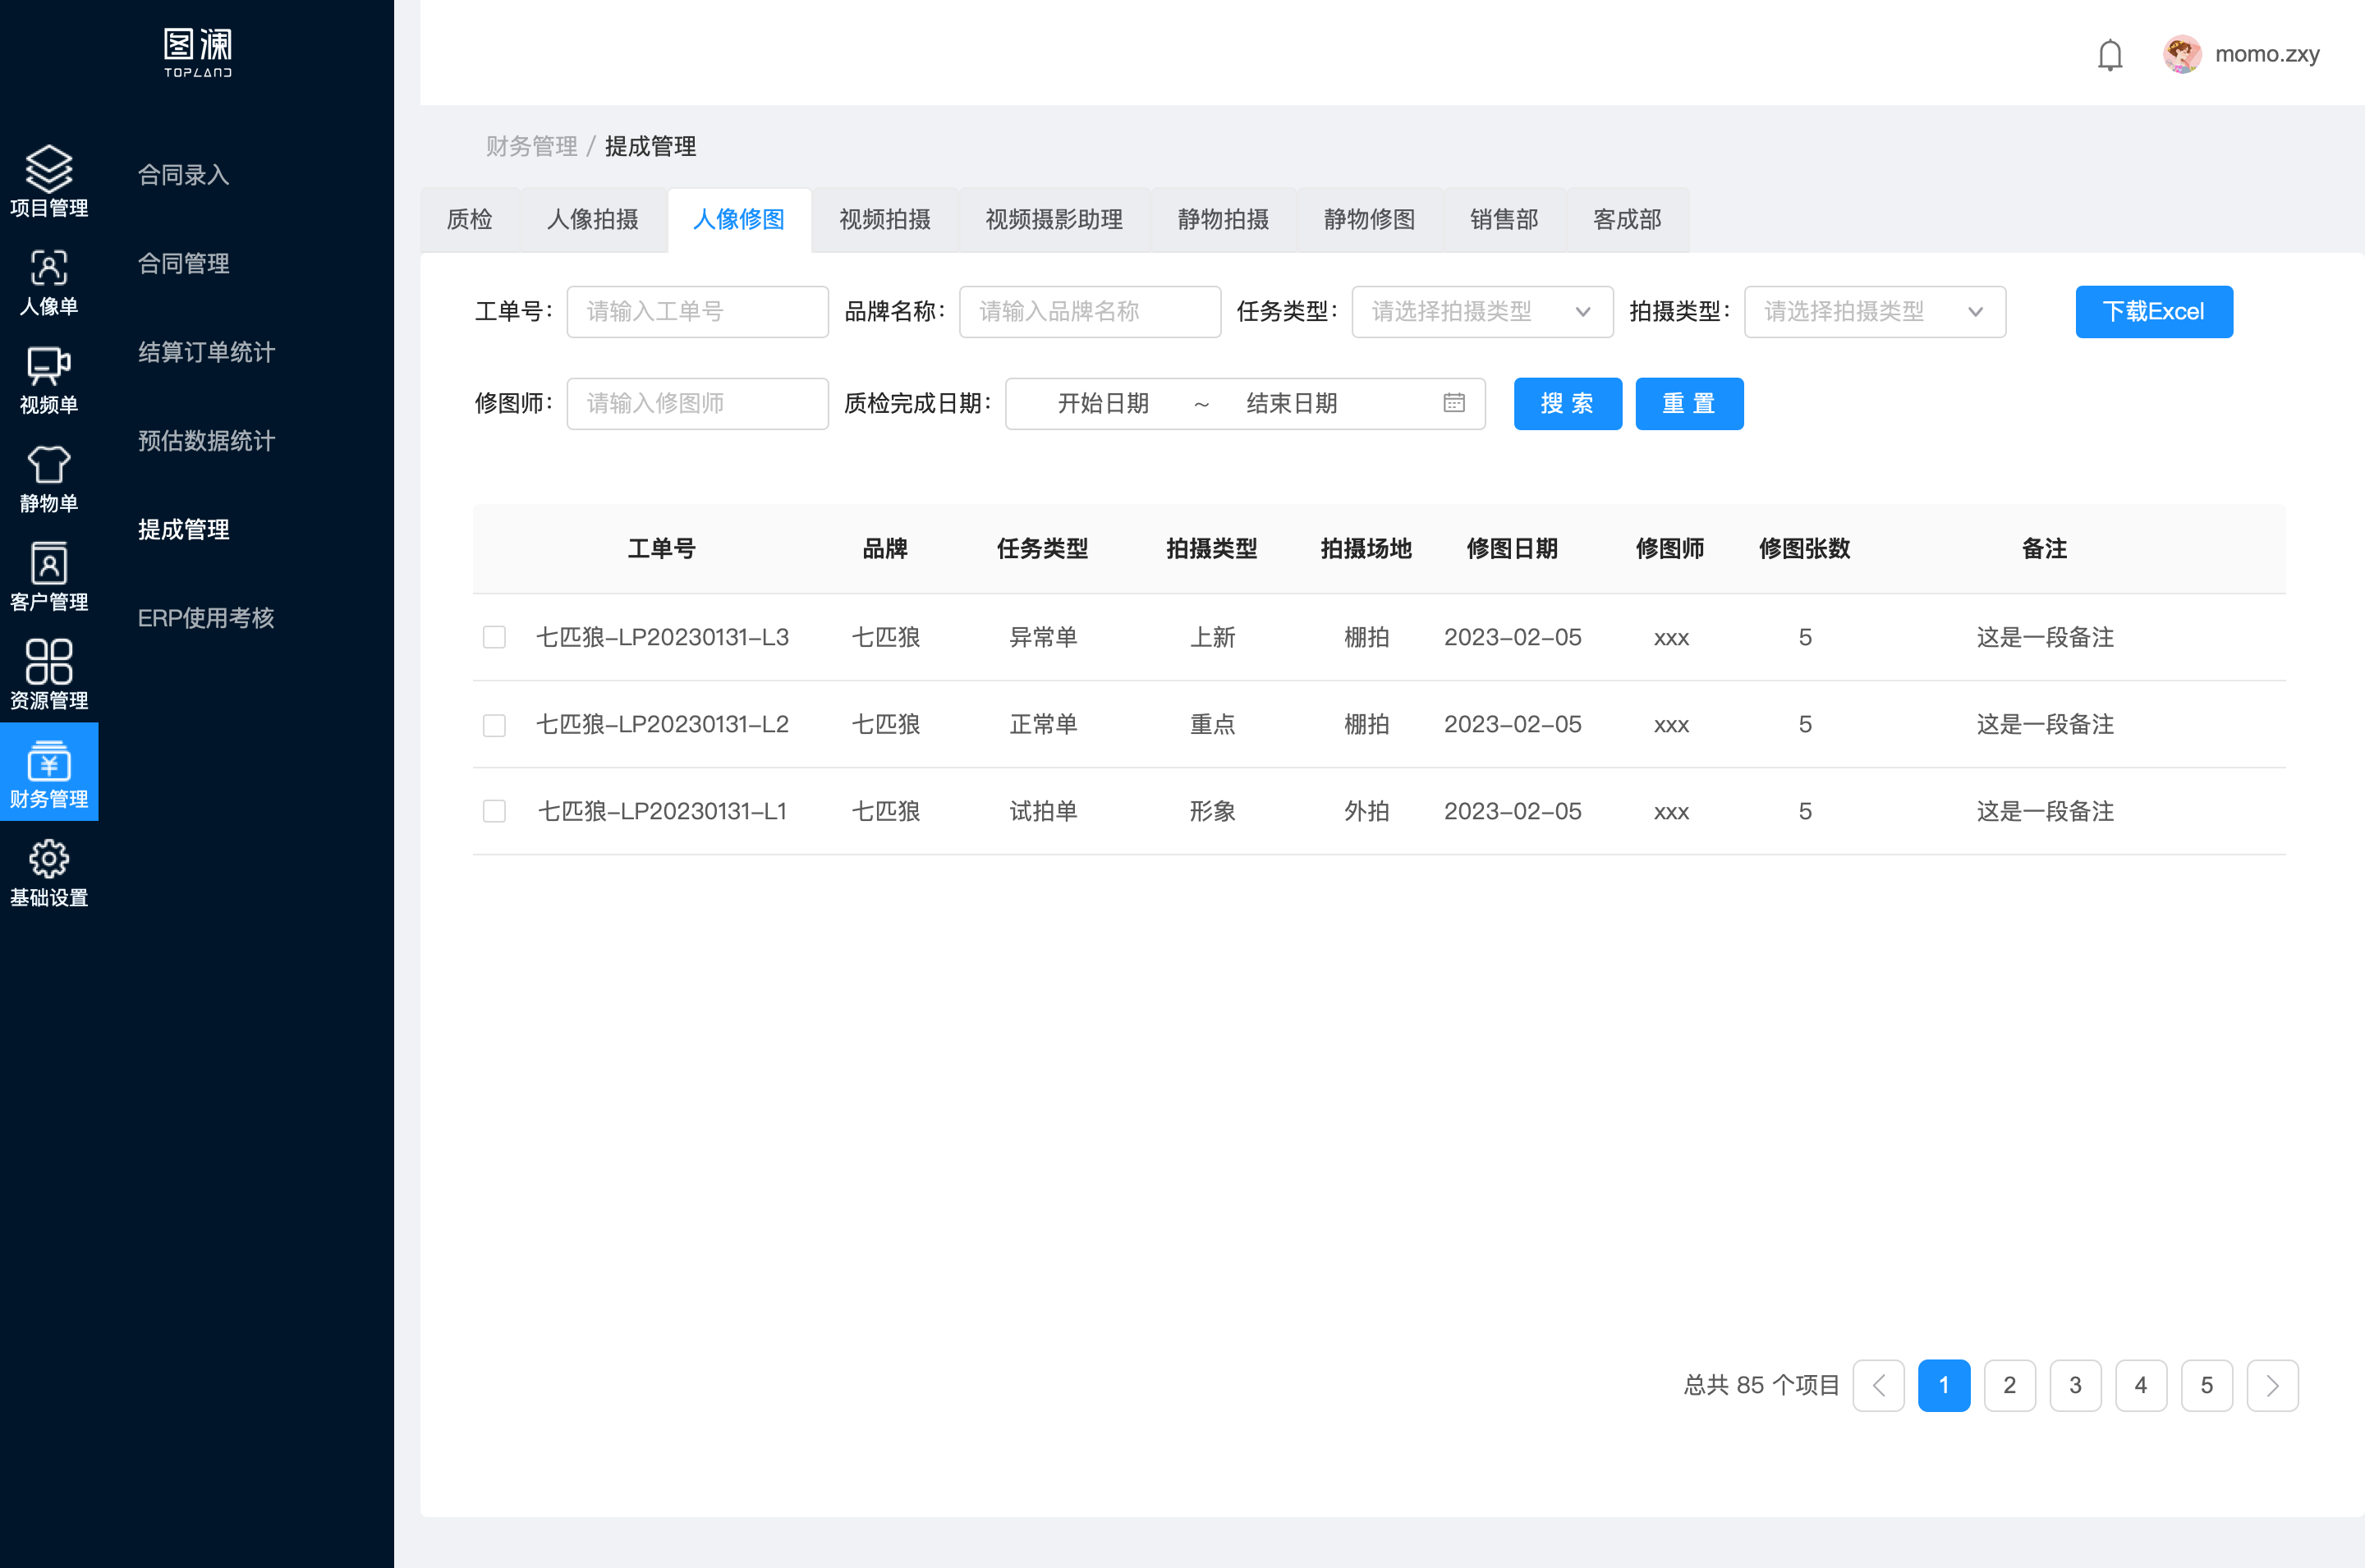 图澜
TOPLAND
momo.zxy
项目管理
人像单
视频单
静物单
客户管理
资源管理
财务管理
基础设置
合同录入
合同管理
结算订单统计
预估数据统计
提成管理
ERP使用考核
财务管理 / 提成管理
质检 人像拍摄 人像修图 视频拍摄 视频摄影助理 静物拍摄 静物修图 销售部 客成部
工单号: 请输入工单号 品牌名称: 请输入品牌名称 任务类型: 请选择拍摄类型 拍摄类型: 请选择拍摄类型 下载Excel
修图师: 请输入修图师 质检完成日期: 开始日期 ~ 结束日期 搜 索 重 置
工单号 品牌 任务类型 拍摄类型 拍摄场地 修图日期 修图师 修图张数 备注
七匹狼-LP20230131-L3 七匹狼 异常单 上新 棚拍 2023-02-05 xxx 5 这是一段备注
七匹狼-LP20230131-L2 七匹狼 正常单 重点 棚拍 2023-02-05 xxx 5 这是一段备注
七匹狼-LP20230131-L1 七匹狼 试拍单 形象 外拍 2023-02-05 xxx 5 这是一段备注
总共 85 个项目 1 2 3 4 5